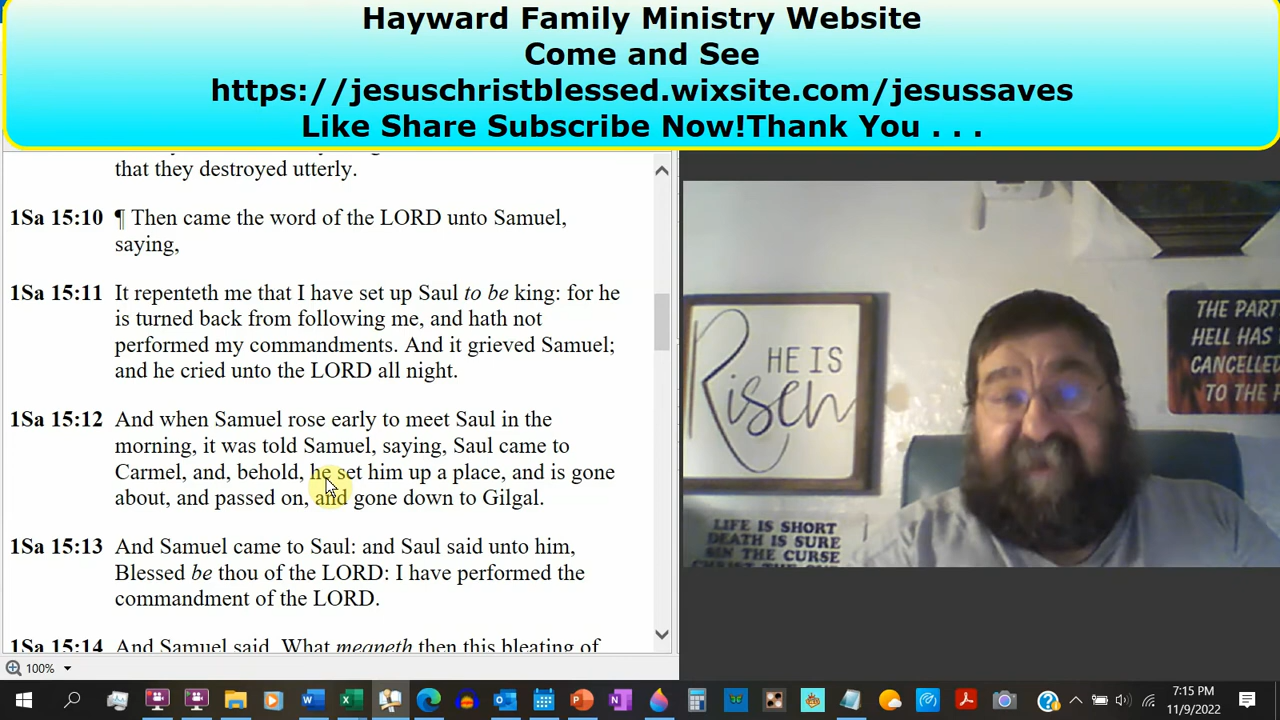 Hayward Family Ministry Website
Come and See
https://jesuschristblessed.wixsite.com/jesussaves
Like Share Subscribe Now!Thank You . . .
that they destroyed utterly.
1Sa 15:10 ¶ Then came the word of the LORD unto Samuel,
saying,
1Sa 15:11 It repenteth me that I have set up Saul to be king: for he
is turned back from following me, and hath not
performed my commandments. And it grieved Samuel;
and he cried unto the LORD all night.
1Sa 15:12 And when Samuel rose early to meet Saul in the
morning, it was told Samuel, saying, Saul came to
Carmel, and, behold, he set him up a place, and is gone
about, and passed on, and gone down to Gilgal.
1Sa 15:13 And Samuel came to Saul: and Saul said unto him,
Blessed be thou of the LORD: I have performed the
commandment of the LORD.
1Sa 15:14 And Samuel said, What meaneth then this bleating of
100%
HE IS
Risen
THE PART
HELL HAS
CANCELLED
TO THE
LIFE IS SHORT
DEATH IS SURE
SIN THE CURSE
7:15 PM
11/9/2022